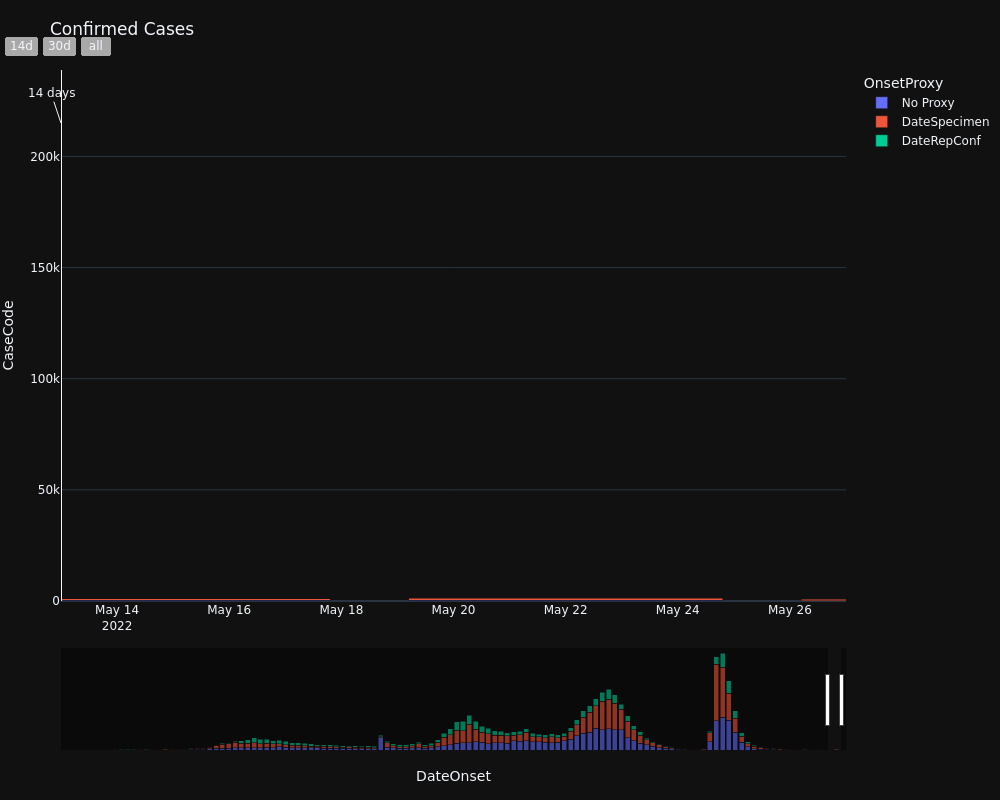 Confirmed Cases
14d 30d all
14 days
OnsetProxy
No Proxy
DateSpecimen
DateRepConf
200k
150k
100k
50k
0
CaseCode
May 14 May 16 May 18 May 20 May 22 May 24 May 26
2022
DateOnset